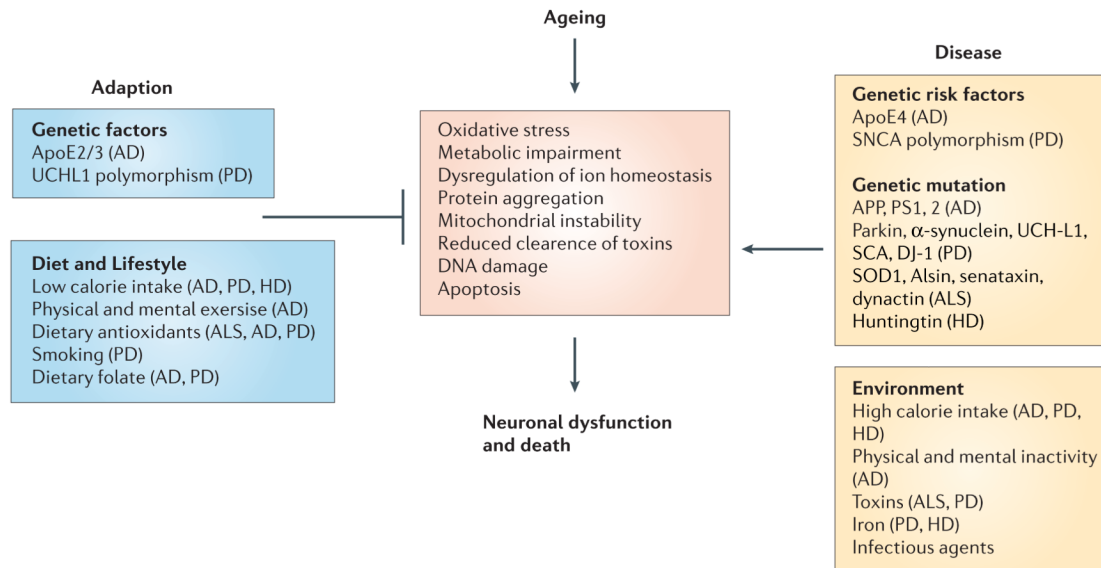 Ageing
Adaption
Genetic factors
ApoE2/3 (AD)
UCHL1 polymorphism (PD)
Diet and Lifestyle
Low calorie intake (AD, PD, HD)
Physical and mental exersise (AD)
Dietary antioxidants (ALS, AD, PD)
Smoking (PD)
Dietary folate (AD, PD)
Oxidative stress
Metabolic impairment
Dysregulation of ion homeostasis
Protein aggregation
Mitochondrial instability
Reduced clearence of toxins
DNA damage
Apoptosis
Neuronal dysfunction
and death
Disease
Genetic risk factors
ApoE4 (AD)
SNCA polymorphism (PD)
Genetic mutation
APP, PS1, 2 (AD)
Parkin, α-synuclein, UCH-L1,
SCA, DJ-1 (PD)
SOD1, Alsin, senataxin,
dynactin (ALS)
Huntingtin (HD)
Environment
High calorie intake (AD, PD,
HD)
Physical and mental inactivity
(AD)
Toxins (ALS, PD)
Iron (PD, HD)
Infectious agents